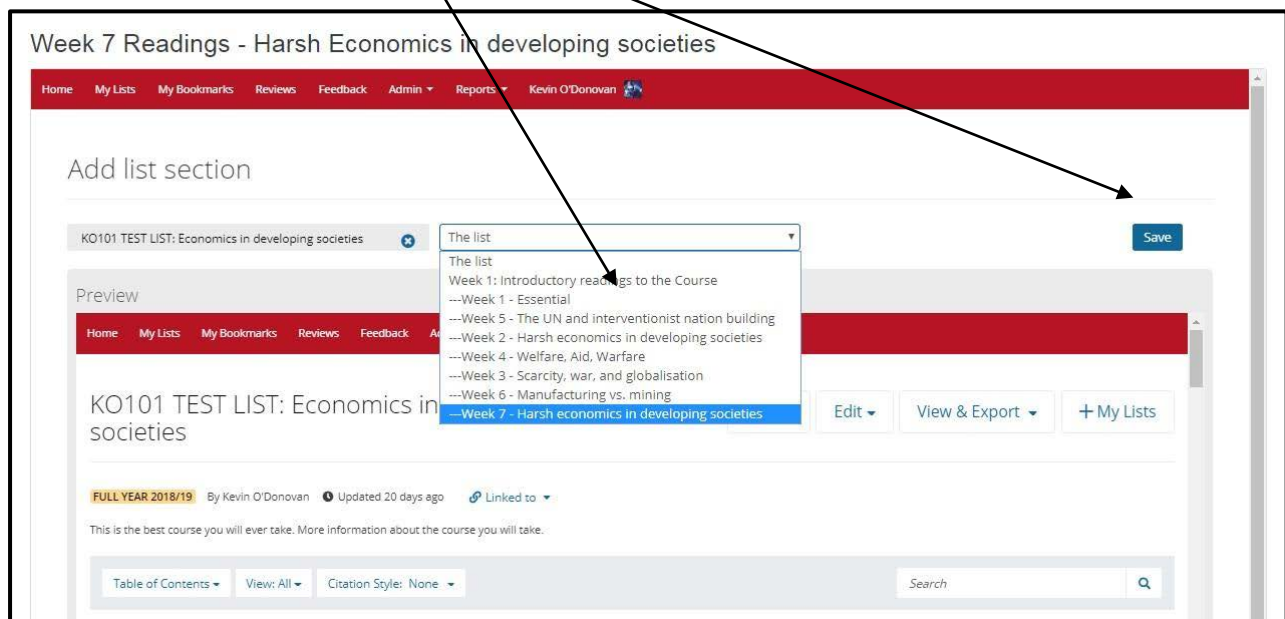 Week 7 Readings - Harsh Economics in developing societies
Home My Lists My Bookmarks Reviews Feedback Admin Reports Kevin O'Donovan
Add list section
KO101 TEST LIST: Economics in developing societies The list Save
The list
Week 1: Introductory readings to the Course
---Week 1 - Essential
---Week 5 - The UN and interventionist nation building
---Week 2 - Harsh economics in developing societies
---Week 4 - Welfare, Aid, Warfare
---Week 3 - Scarcity, war, and globalisation
---Week 6 - Manufacturing vs. mining
---Week 7 - Harsh economics in developing societies
Preview
Home My Lists My Bookmarks Reviews Feedback
KO101 TEST LIST: Economics in
societies
Edit View & Export + My Lists
FULL YEAR 2018/19 By Kevin O'Donovan Updated 20 days ago Linked to
This is the best course you will ever take. More information about the course you will take.
Table of Contents View: All Citation Style: None Search